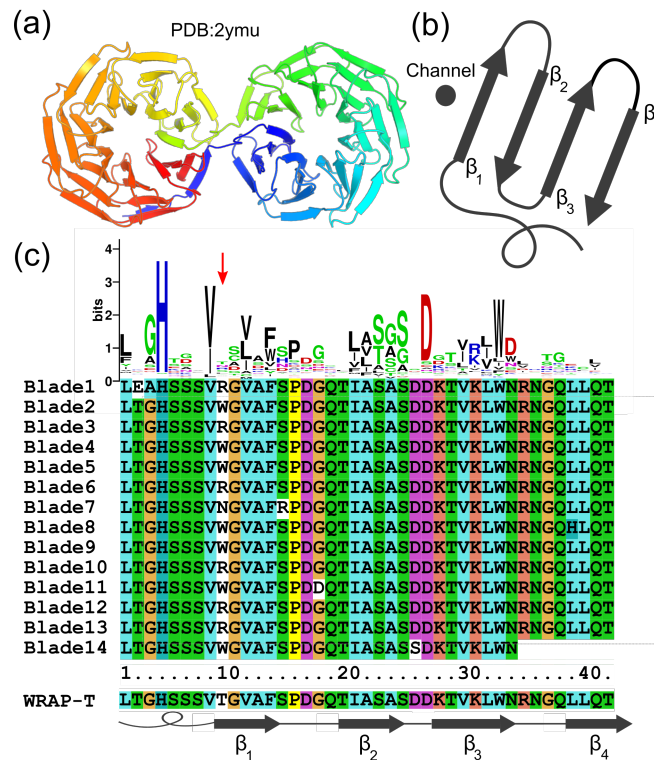 (a)
PDB:2ymu
(b)
Channel
β1
β2
β3
β
(c)
bits
4
3
2
1
0
Blade1 LEAHSSSVRGVAFSPDGQTIASASDDKTVKLWNRNGQLLQT
Blade2 LTGHSSSVWGVAFSPDGQTIASASDDKTVKLWNRNGQLLQT
Blade3 LTGHSSSVRGVAFSPDGQTIASASDDKTVKLWNRNGQLLQT
Blade4 LTGHSSSVWGVAFSPDGQTIASASDDKTVKLWNRNGQLLQT
Blade5 LTGHSSSVWGVAFSPDGQTIASASDDKTVKLWNRNGQLLQT
Blade6 LTGHSSSVRGVAFSPDGQTIASASDDKTVKLWNRNGQLLQT
Blade7 LTGHSSSVNGVAFRPDGQTIASASDDKTVKLWNRNGQLLQT
Blade8 LTGHSSSVWGVAFSPDGQTIASASDDKTVKLWNRNGQHLQT
Blade9 LTGHSSSVWGVAFSPDGQTIASASDDKTVKLWNRNGQLLQT
Blade10 LTGHSSSVRGVAFSPDGQTIASASDDKTVKLWNRNGQLLQT
Blade11 LTGHSSSVWGVAFSPDDQTIASASDDKTVKLWNRNGQLLQT
Blade12 LTGHSSSVRGVAFSPDGQTIASASDDKTVKLWNRNGQLLQT
Blade13 LTGHSSSVRGVAFSPDGQTIASASDDKTVKLWNRNGQLLQT
Blade14 LTGHSSSVWGVAFSPDGQTIASASSDKTVKLWN
1.......10........20........30........40.
WRAP-T LTGHSSSVTGVAFSPDGQTIASASDDKTVKLWNRNGQLLQT
β1 β2 β3 β4